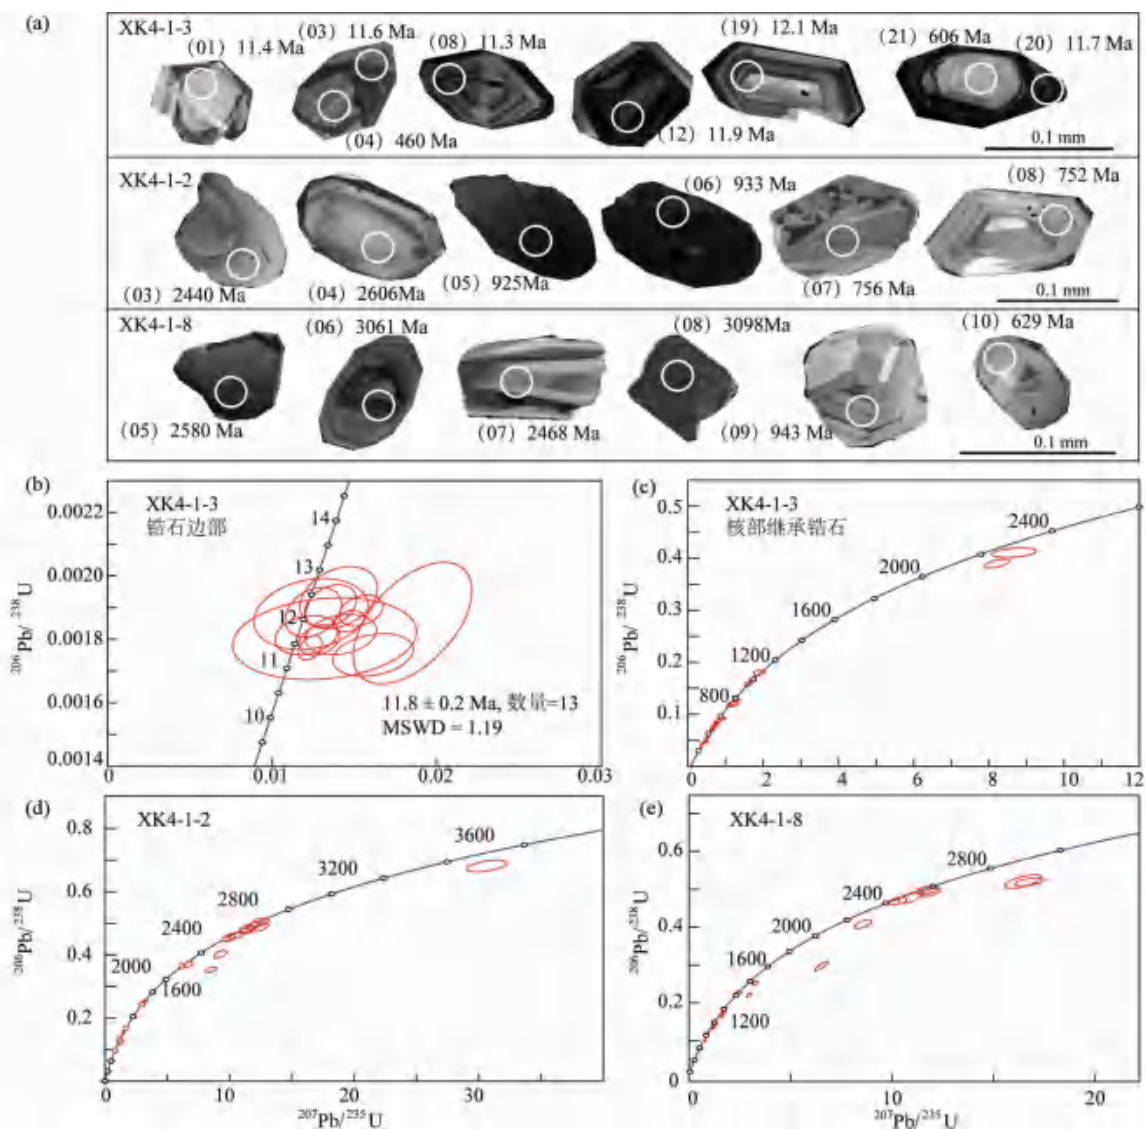 (a)
XK4-1-3
(01) 11.4 Ma
(03) 11.6 Ma
(08) 11.3 Ma
(19) 12.1 Ma
(21) 606 Ma
(20) 11.7 Ma
(04) 460 Ma
(12) 11.9 Ma
0.1 mm
XK4-1-2
(06) 933 Ma
(08) 752 Ma
(03) 2440 Ma
(04) 2606Ma
(05) 925Ma
(07) 756 Ma
0.1 mm
XK4-1-8
(06) 3061 Ma
(08) 3098Ma
(10) 629 Ma
(05) 2580 Ma
(07) 2468 Ma
(09) 943 Ma
0.1 mm
(b)
XK4-1-3
锆石边部
0.0022
0.0020
0.0018
0.0016
0.0014
206Pb/238U
14
13
12
11
10
11.8 ± 0.2 Ma, 数量=13
MSWD = 1.19
0
0.01
0.02
0.03
(c)
XK4-1-3
核部继承锆石
0.5
0.4
0.3
0.2
0.1
206Pb/238U
2400
2000
1600
1200
800
0
2
4
6
8
10
12
(d)
XK4-1-2
0.8
0.6
0.4
0.2
3600
3200
2800
2400
2000
1600
0
10
20
30
207Pb/235U
(e)
XK4-1-8
0.6
0.4
0.2
0
206Pb/238U
2800
2400
2000
1600
1200
0
5
10
15
20
207Pb/235U